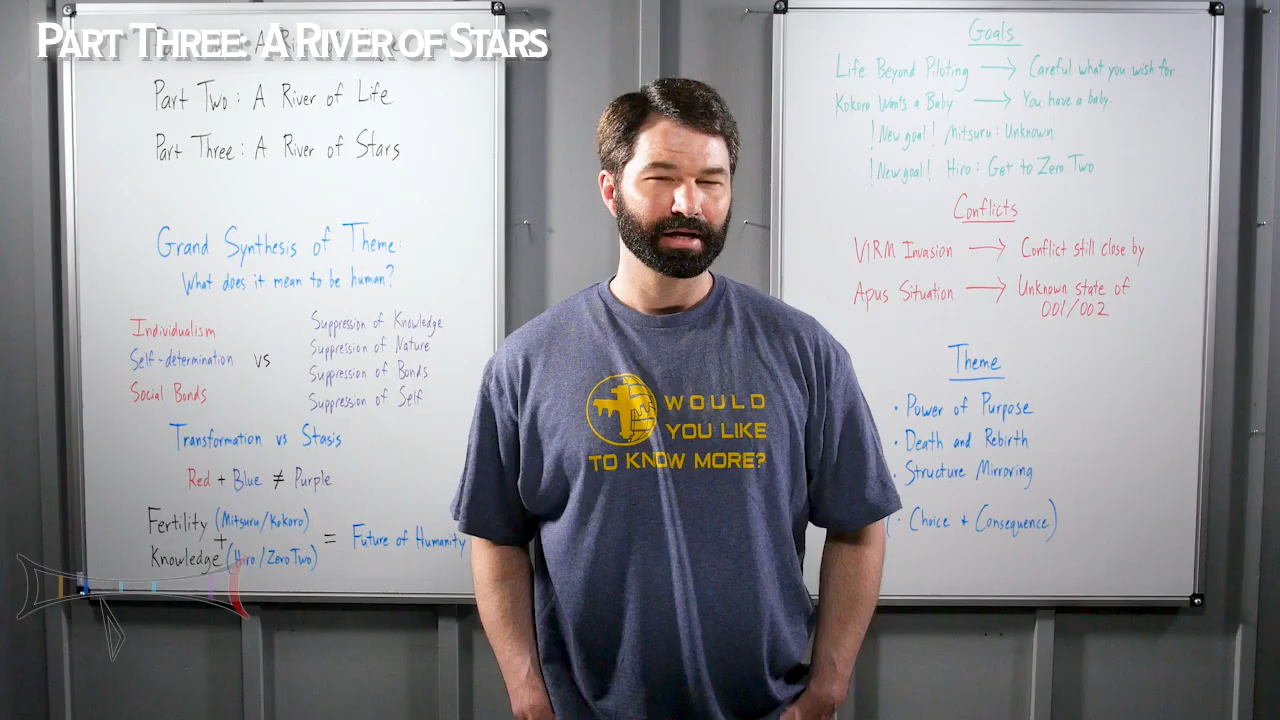 Part Three: A River of Stars
Part Two: A River of Life
Part Three: A River of Stars
Grand Synthesis of Theme:
What does it mean to be human?
Individualism
Self-determination
Social Bonds
vs
Suppression of Knowledge
Suppression of Nature
Suppression of Bonds
Suppression of Self
Transformation vs Stasis
Red + Blue ≠ Purple
Fertility (Mitsuru/Kokoro)
+
Knowledge (Hiro/Zero Two)
= Future of Humanity
WOULD
YOU LIKE
TO KNOW MORE?
Goals
Life Beyond Piloting → Careful what you wish for
Kokoro Wants a Baby → You have a baby.
! New goal! Mitsuru: Unknown
! New goal! Hiro: Get to Zero Two
Conflicts
VIRM Invasion → Conflict still close by
Apus Situation → Unknown state of
001/002
Theme
• Power of Purpose
• Death and Rebirth
• Structure Mirroring
(• Choice + Consequence)